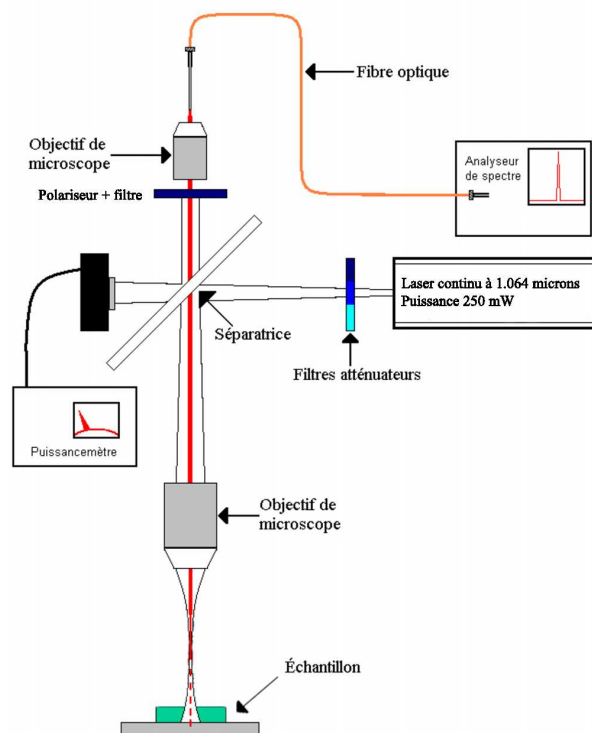 Fibre optique
Objectif de
microscope
Analyseur
de spectre
Polariseur + filtre
Laser continu à 1.064 microns
Puissance 250 mW
Séparatrice
Filtres atténuateurs
Puissancemètre
Objectif de
microscope
Échantillon